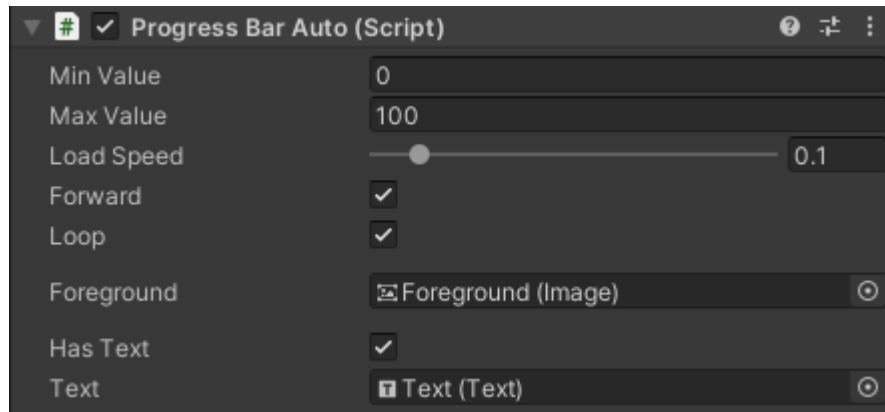 # Progress Bar Auto (Script)
Min Value 0
Max Value 100
Load Speed 0.1
Forward
Loop
Foreground Foreground (Image)
Has Text
Text T Text (Text)